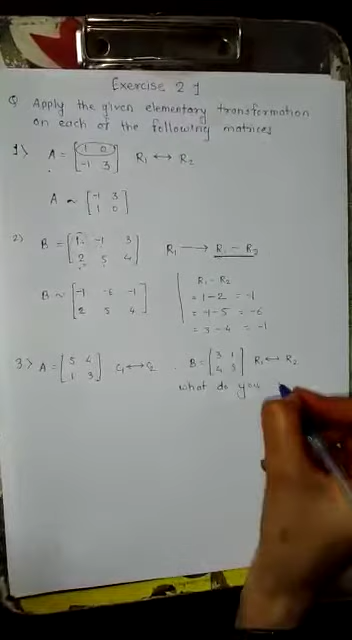 Exercise 2 1
Q Apply the given elementary transformation
on each of the following matrices
1) A = [1 0
-1 3] R₁ ↔ R₂
A ~ [-1 3
1 0]
2) B = [1 -1 3
2 5 4] R₁ → R₁ - R₂
B ~ [-1 -6 -1
2 5 4]
R₁ - R₂
= 1 - 2 = -1
= -1 - 5 = -6
= 3 - 4 = -1
3) A = [5 4
1 3] C₁ ↔ C₂ . B = [3 1
4 5] R₁ ↔ R₂
what do you